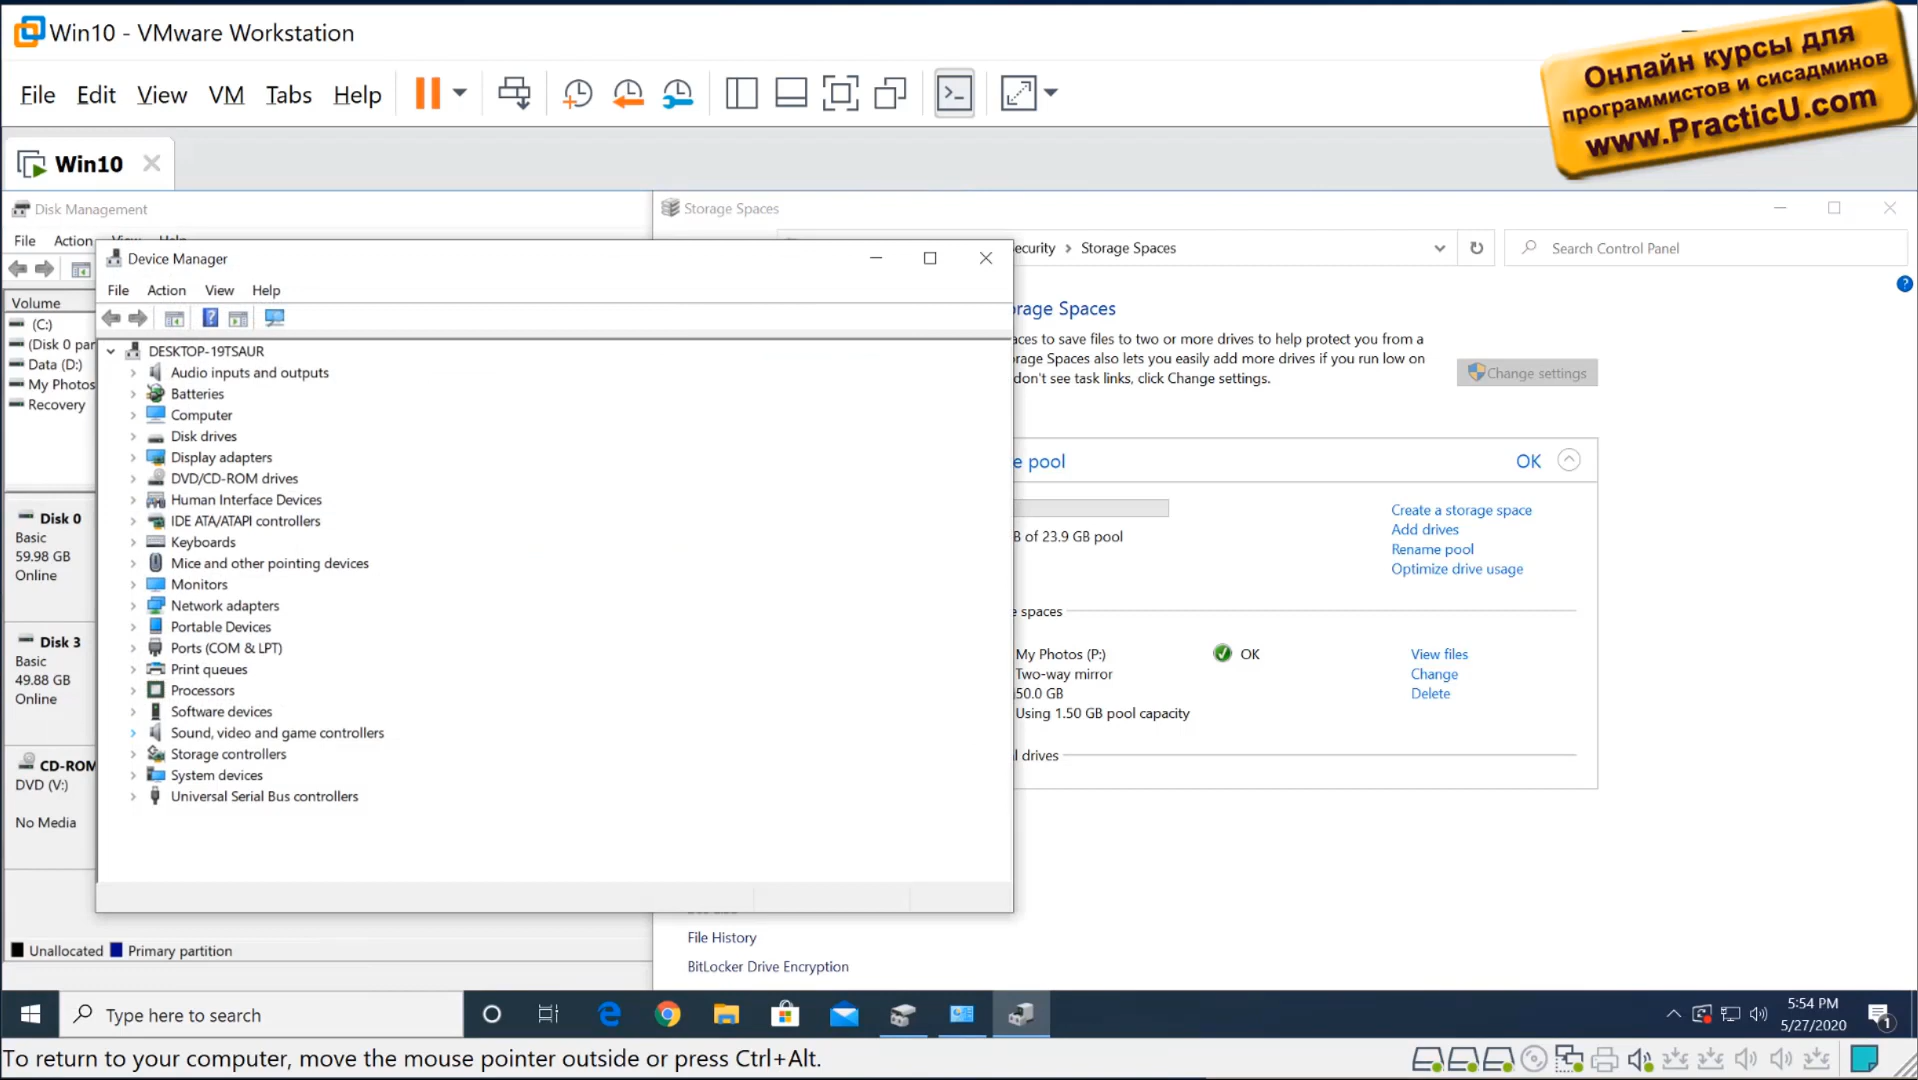 Win10 - VMware Workstation
Онлайн курсы для
программистов и сисадминов
www.PracticU.com
File Edit View VM Tabs Help
Win10
Disk Management
Storage Spaces
File Action View Help
Device Manager
File Action View Help
ecurity > Storage Spaces
Search Control Panel
Volume
(C:)
(Disk 0 par
Data (D:)
My Photos
Recovery
DESKTOP-19TSAUR
Audio inputs and outputs
Batteries
Computer
Disk drives
Display adapters
DVD/CD-ROM drives
Human Interface Devices
IDE ATA/ATAPI controllers
Keyboards
Mice and other pointing devices
Monitors
Network adapters
Portable Devices
Ports (COM & LPT)
Print queues
Processors
Software devices
Sound, video and game controllers
Storage controllers
System devices
Universal Serial Bus controllers
orage Spaces
aces to save files to two or more drives to help protect you from a
orage Spaces also lets you easily add more drives if you run low on
don't see task links, click Change settings.
Change settings
e pool
OK
B of 23.9 GB pool
Create a storage space
Add drives
Rename pool
Optimize drive usage
e spaces
My Photos (P:)
Two-way mirror
50.0 GB
Using 1.50 GB pool capacity
OK
View files
Change
Delete
l drives
Disk 0
Basic
59.98 GB
Online
Disk 3
Basic
49.88 GB
Online
CD-ROM
DVD (V:)
No Media
Unallocated Primary partition
File History
BitLocker Drive Encryption
Type here to search
5:54 PM
5/27/2020
1
To return to your computer, move the mouse pointer outside or press Ctrl+Alt.